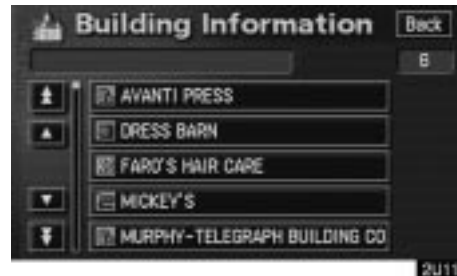 Building Information Back
6
AVANTI PRESS
DRESS BARN
FARO'S HAIR CARE
MICKEY'S
MURPHY-TELEGRAPH BUILDING CO
2U11